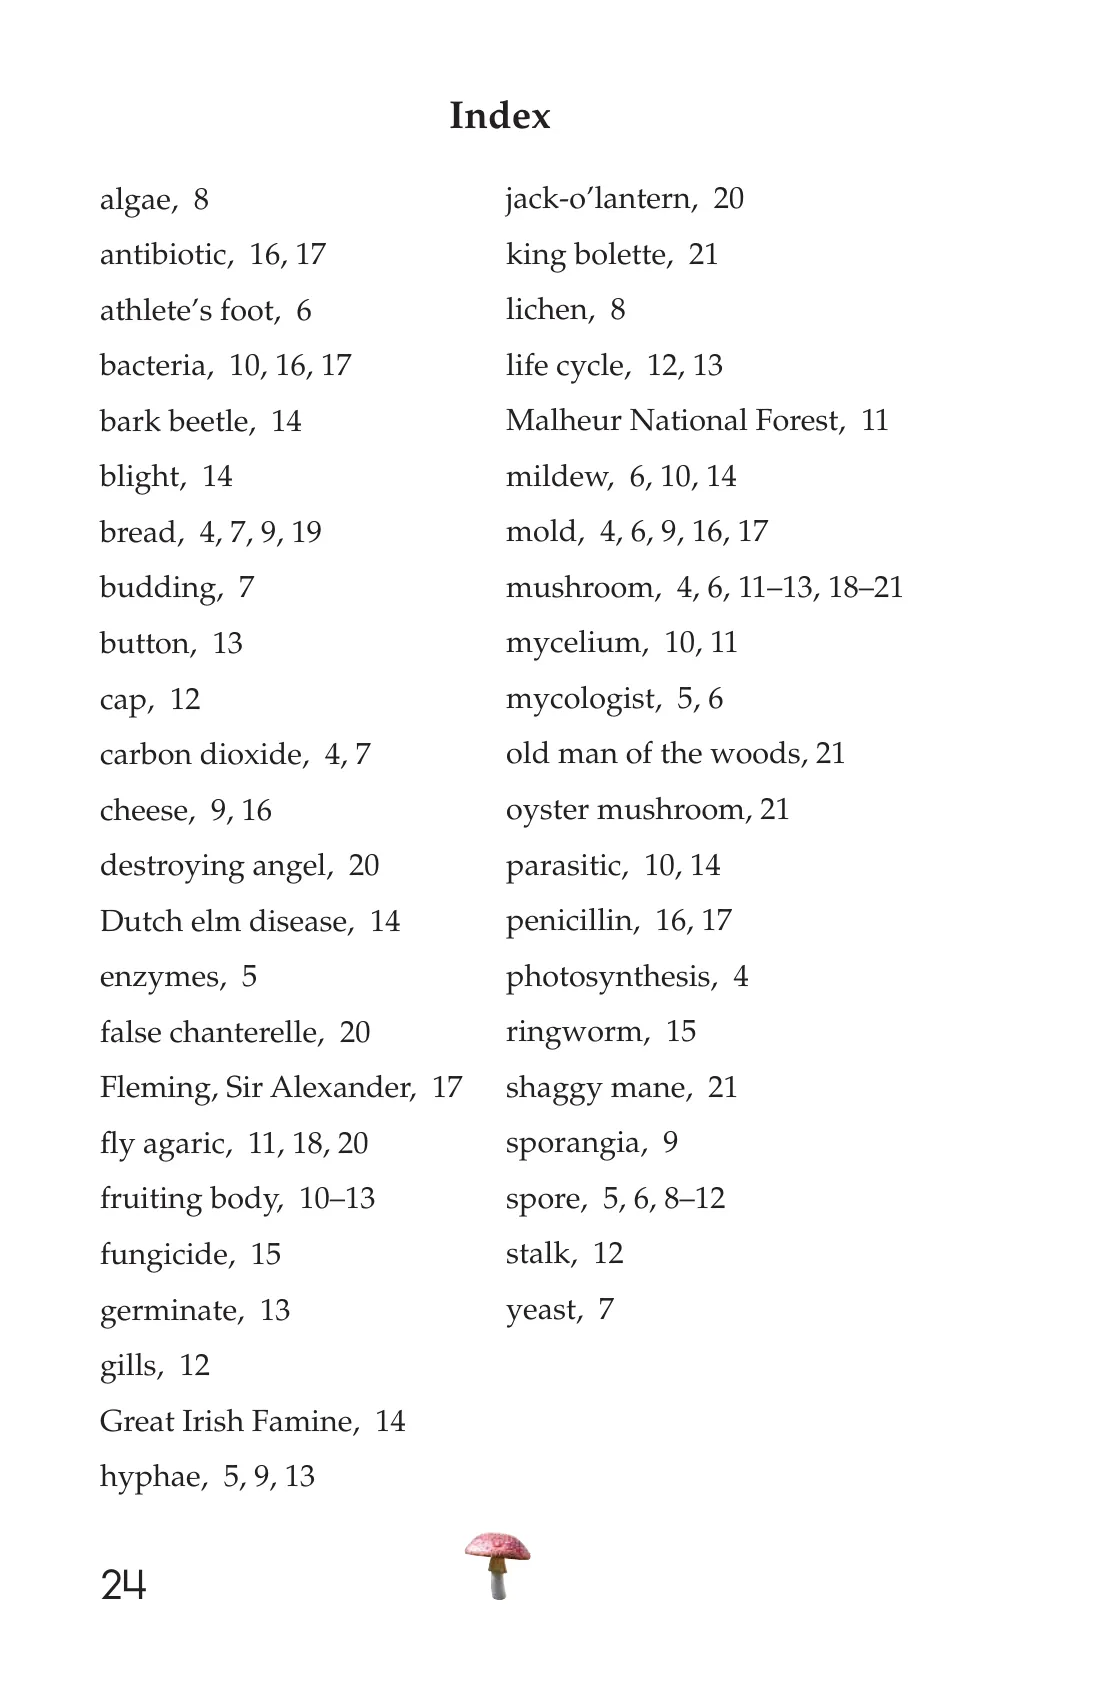 Index
algae,  8
antibiotic,  16, 17
athlete’s foot,  6
bacteria,  10, 16, 17
bark beetle,  14
blight,  14
bread,  4, 7, 9, 19
budding,  7
button,  13
cap,  12
carbon dioxide,  4, 7
cheese,  9, 16
destroying angel,  20
Dutch elm disease,  14
enzymes,  5
false chanterelle,  20
Fleming, Sir Alexander,  17
fly agaric,  11, 18, 20
fruiting body,  10–13
fungicide,  15
germinate,  13
gills,  12
Great Irish Famine,  14
hyphae,  5, 9, 13
jack-o’lantern,  20
king bolette,  21
lichen,  8
life cycle,  12, 13
Malheur National Forest,  11
mildew,  6, 10, 14
mold,  4, 6, 9, 16, 17
mushroom,  4, 6, 11–13, 18–21
mycelium,  10, 11
mycologist,  5, 6
old man of the woods, 21
oyster mushroom, 21
parasitic,  10, 14
penicillin,  16, 17
photosynthesis,  4
ringworm,  15
shaggy mane,  21
sporangia,  9
spore,  5, 6, 8–12
stalk,  12
yeast,  7
24